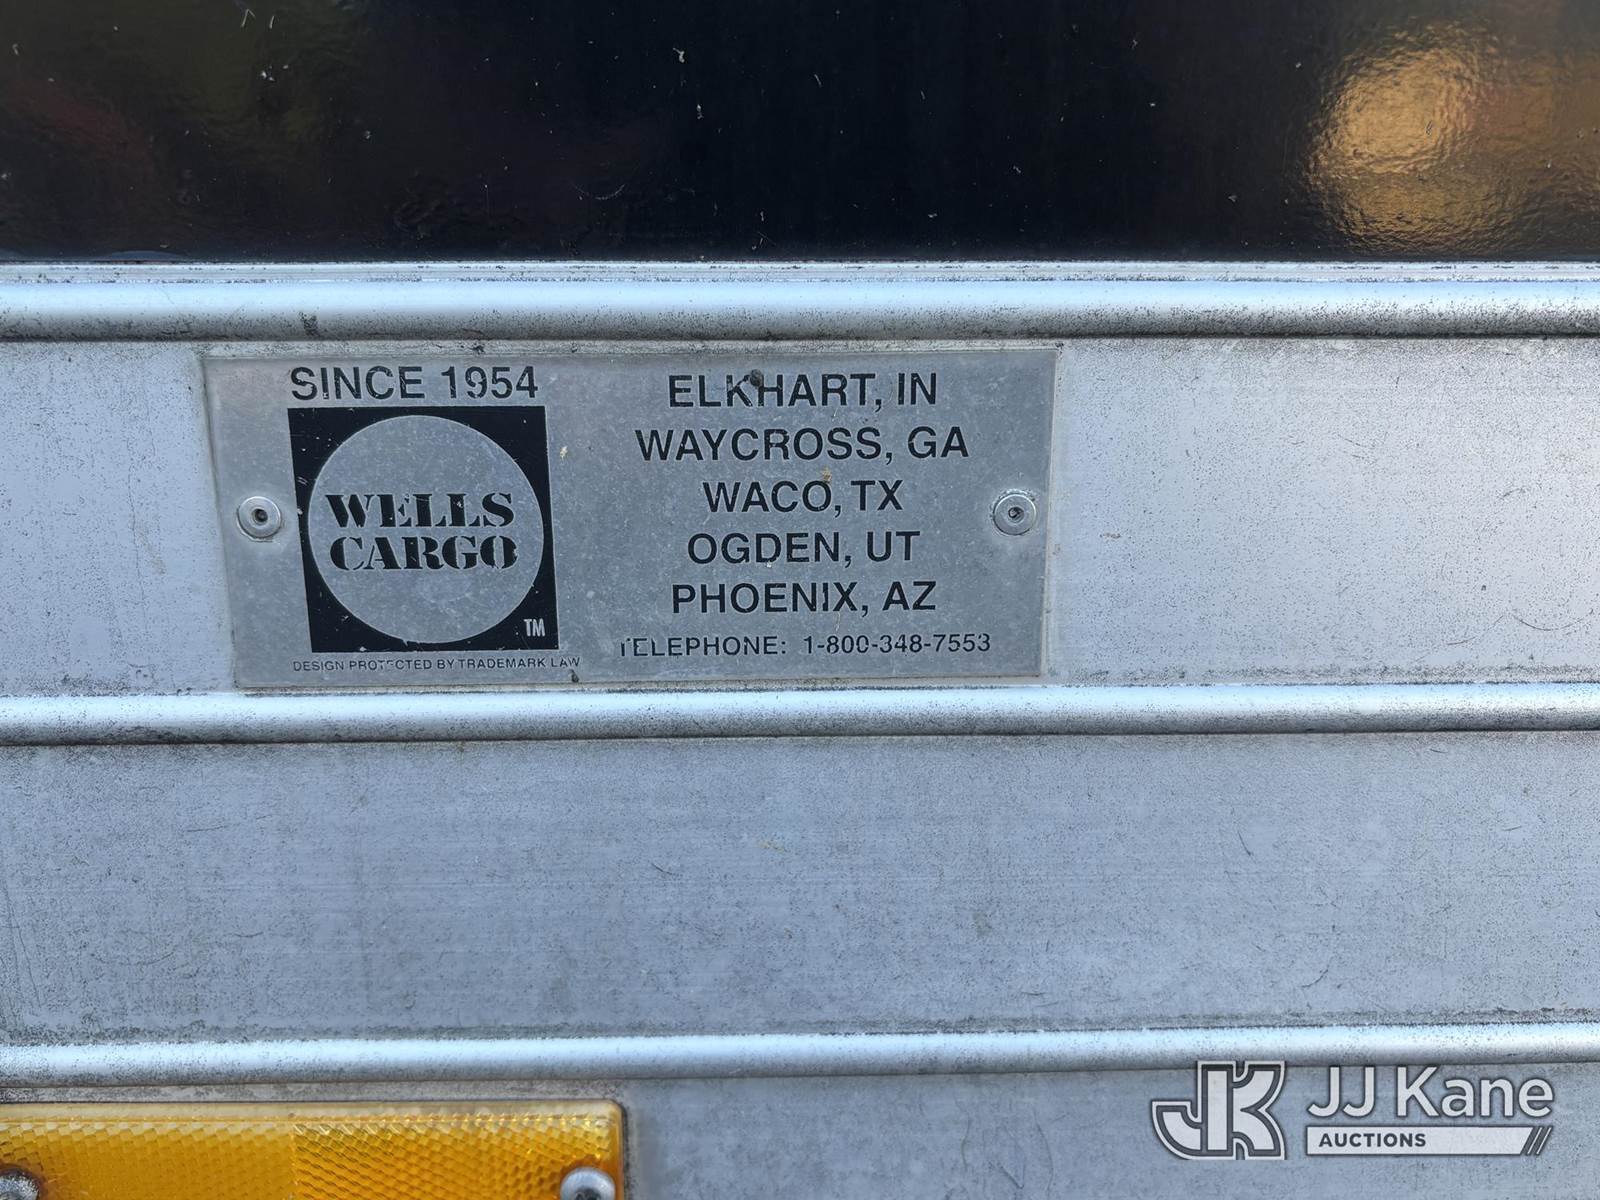 SINCE 1954
WELLS
CARGO
TM
DESIGN PROTECTED BY TRADEMARK LAW
ELKHART, IN
WAYCROSS, GA
WACO, TX
OGDEN, UT
PHOENIX, AZ
TELEPHONE: 1-800-348-7553
JK JJ Kane
AUCTIONS